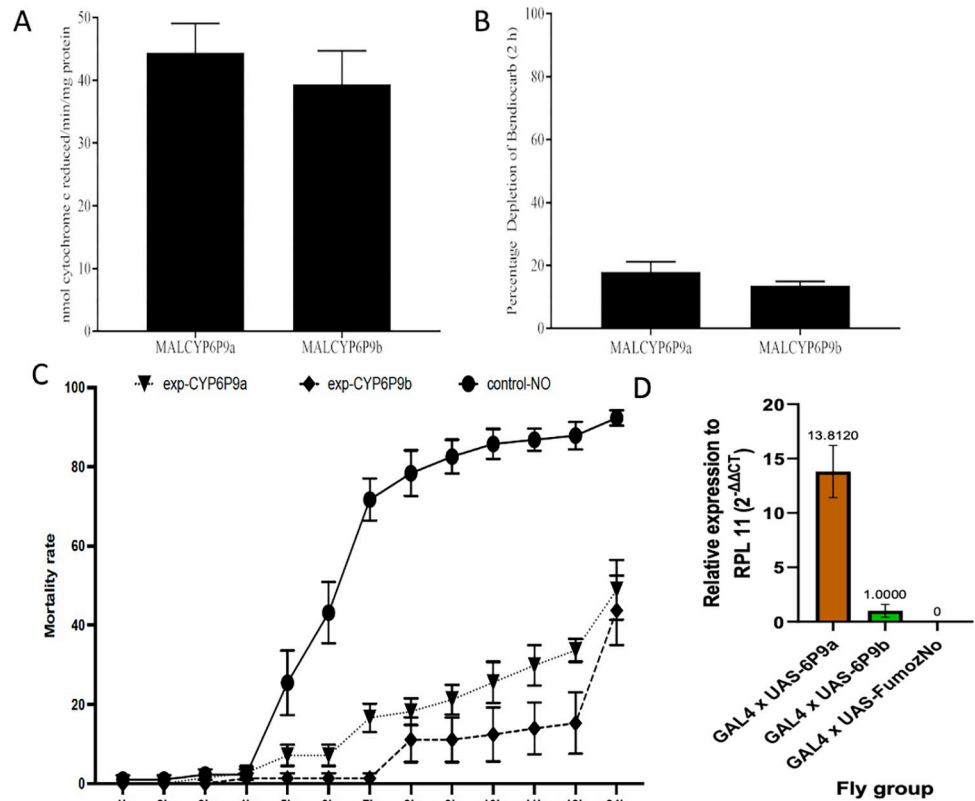 A
nmol cytochrome c reduced/min/mg protein
50
40
30
20
10
0
MALCYP6P9a
MALCYP6P9b
B
Percentage Depletion of Bendiocarb (2 h)
100
80
60
40
20
0
MALCYP6P9a
MALCYP6P9b
C
exp-CYP6P9a
exp-CYP6P9b
control-NO
Mortality rate
100
80
60
40
20
0
D
Relative expression to
RPL 11 (2^-ΔΔCT)
20
15
10
5
0
13.8120
1.0000
0
GAL4 x UAS-6P9a
GAL4 x UAS-6P9b
GAL4 x UAS-FumozNo
Fly group